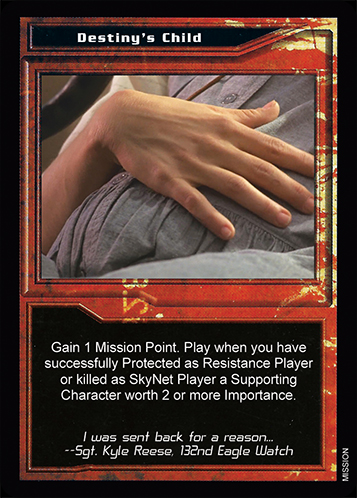 Destiny's Child
853
Gain 1 Mission Point. Play when you have
successfully Protected as Resistance Player
or killed as SkyNet Player a Supporting
Character worth 2 or more Importance.
I was sent back for a reason...
--Sgt. Kyle Reese, 132nd Eagle Watch
MISSION